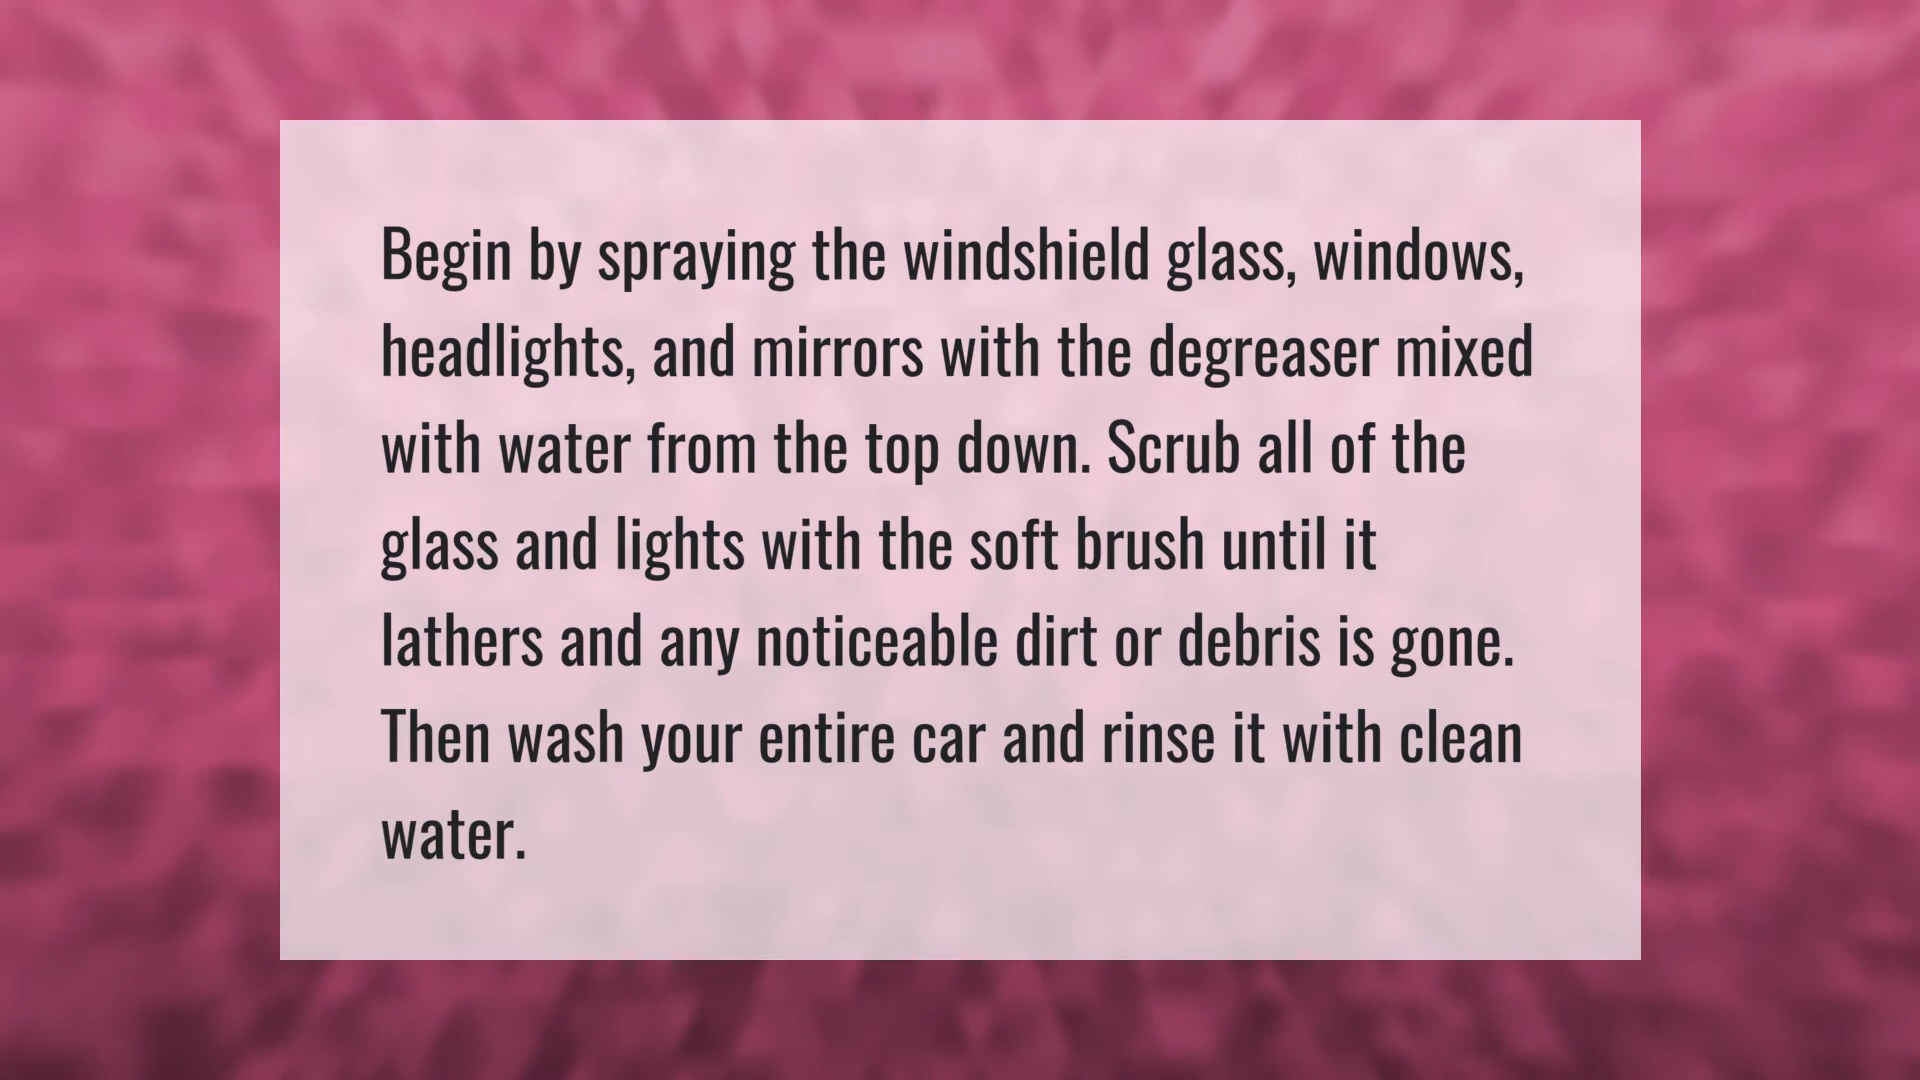 Begin by spraying the windshield glass, windows,
headlights, and mirrors with the degreaser mixed
with water from the top down. Scrub all of the
glass and lights with the soft brush until it
lathers and any noticeable dirt or debris is gone.
Then wash your entire car and rinse it with clean
water.